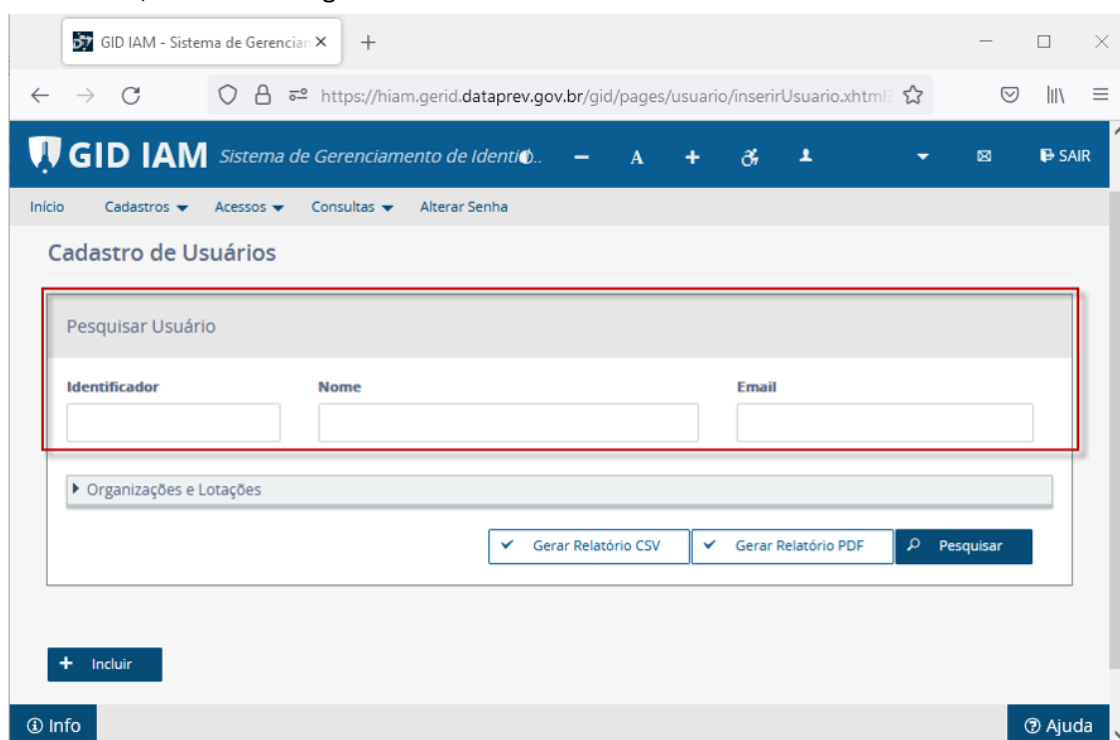 GID IAM - Sistema de Gerencian
https://hiam.gerid.dataprev.gov.br/gid/pages/usuario/inserirUsuario.xhtml?
GID IAM Sistema de Gerenciamento de Identi .. A SAIR
Início Cadastros Acessos Consultas Alterar Senha
Cadastro de Usuários
Pesquisar Usuário
Identificador Nome Email
Organizações e Lotações
Gerar Relatório CSV Gerar Relatório PDF Pesquisar
+ Incluir
Info Ajuda